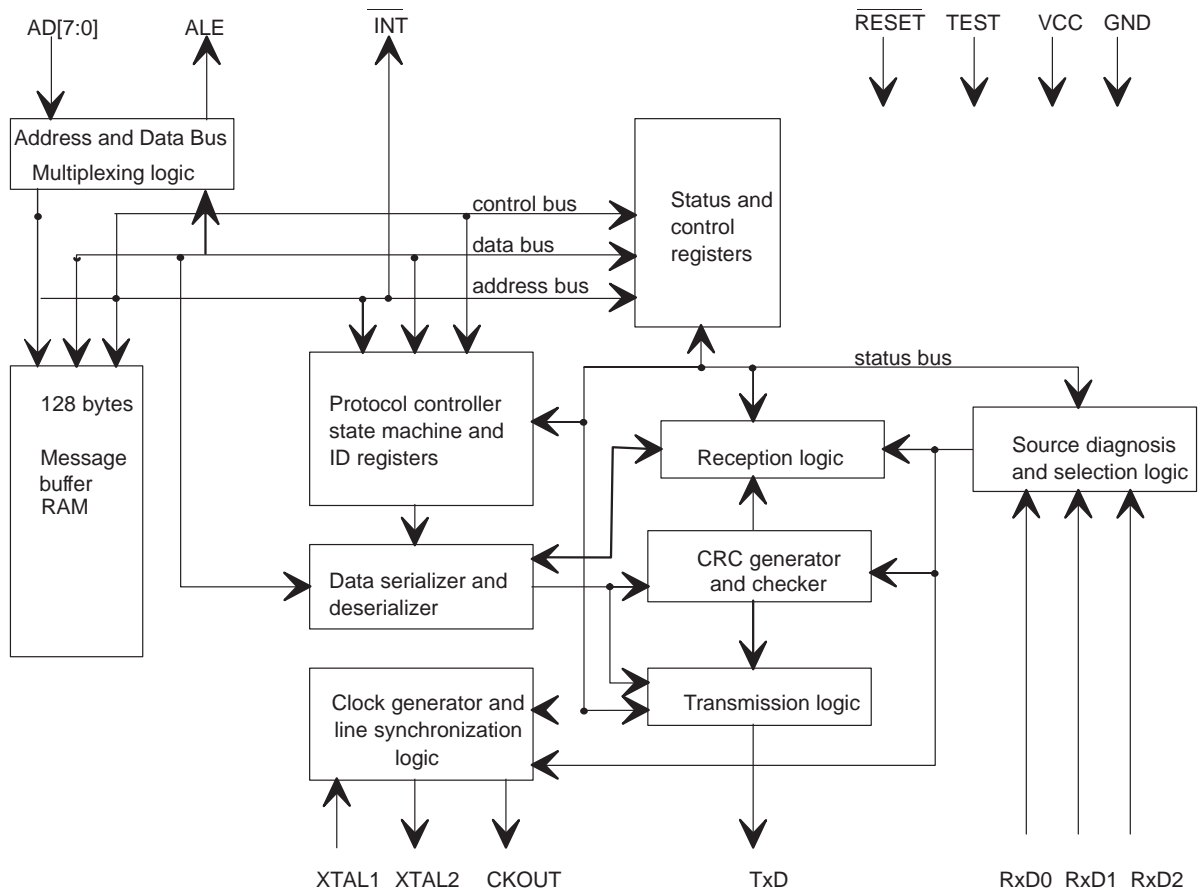 AD[7:0] ALE INT RESET TEST VCC GND
Address and Data Bus
Multiplexing logic
control bus
data bus
address bus
Status and
control
registers
status bus
128 bytes
Message
buffer
RAM
Protocol controller
state machine and
ID registers
Reception logic
Source diagnosis
and selection logic
Data serializer and
deserializer
CRC generator
and checker
Clock generator and
line synchronization
logic
Transmission logic
XTAL1 XTAL2 CKOUT TxD RxD0 RxD1 RxD2